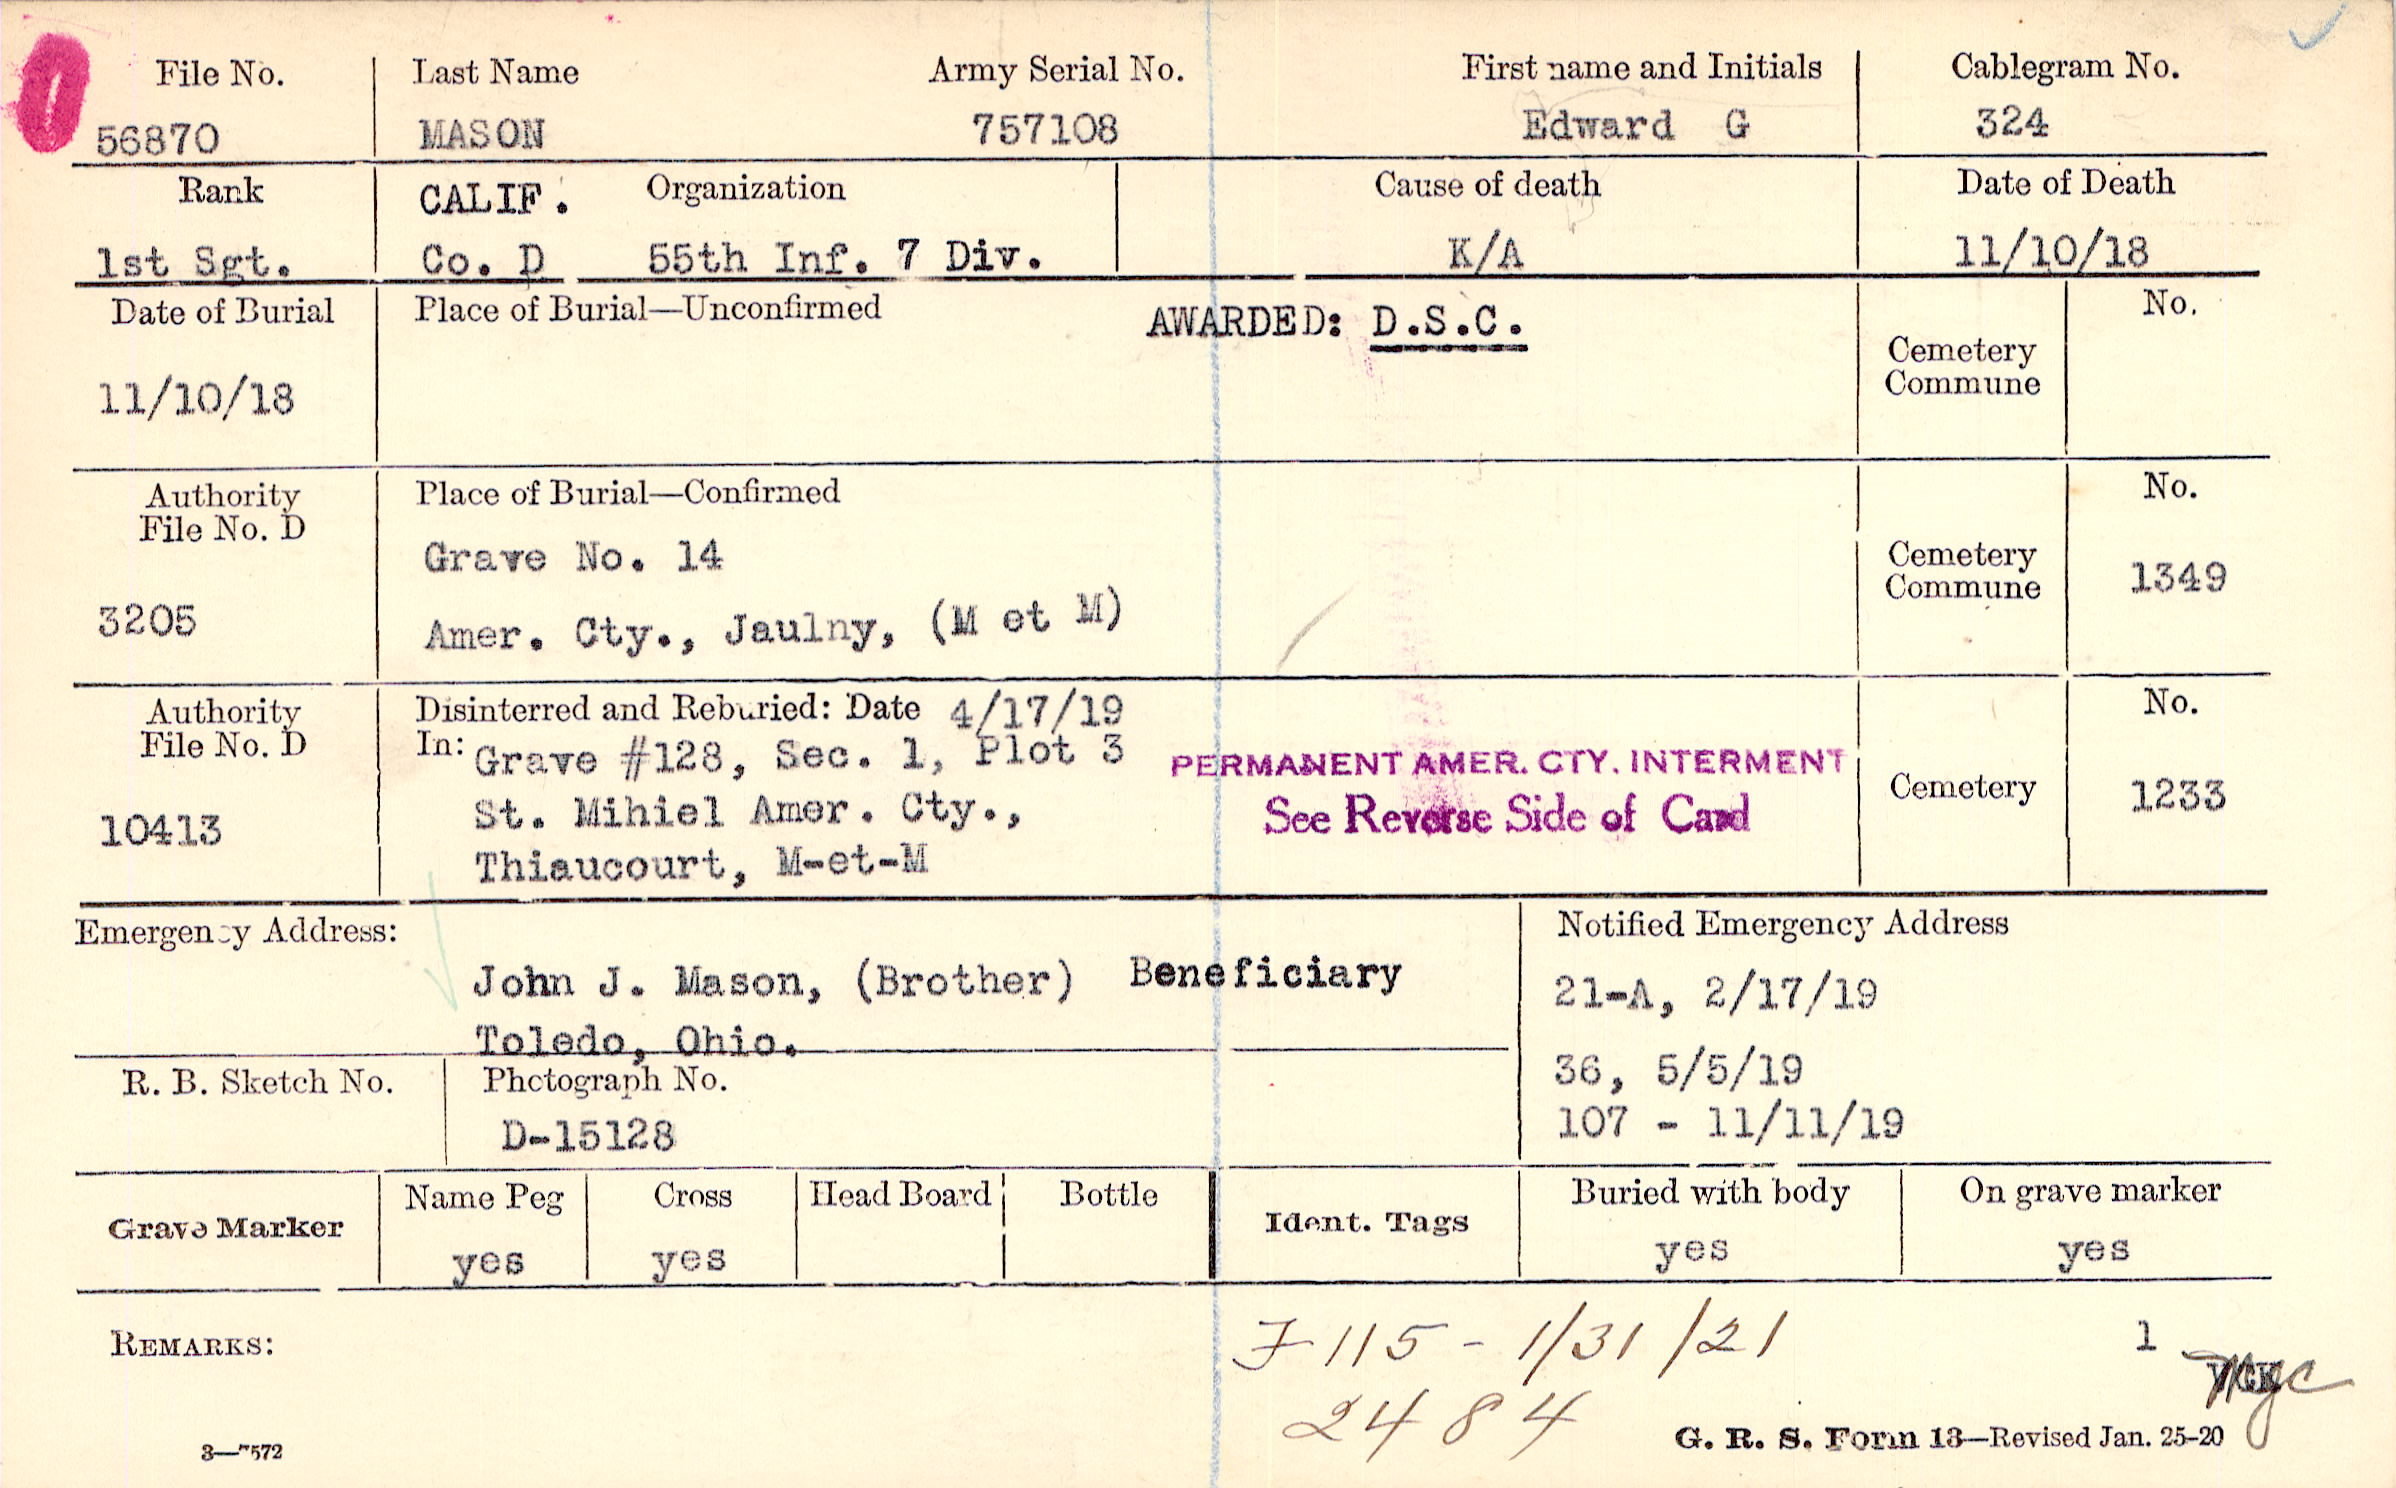 File No. Last Name Army Serial No. First name and Initials Cablegram No.
56870 MASON 757108 Edward G 324
Rank CALIF. Organization Cause of death Date of Death
1st Sgt. Co. D 55th Inf. 7 Div. K/A 11/10/18
Date of Burial Place of Burial—Unconfirmed AWARDED: D.S.C. No.
Cemetery
Commune
11/10/18
Authority Place of Burial—Confirmed No.
File No. D
Grave No. 14 Cemetery
Commune 1349
3205 Amer. Cty., Jaulny, (M et M)
Authority Disinterred and Reburied: Date 4/17/19 No.
File No. D In: Grave #128, Sec. 1, Plot 3 PERMANENT AMER. CTY. INTERMENT
10413 St. Mihiel Amer. Cty., See Reverse Side of Card Cemetery 1233
Thiaucourt, M-et-M
Emergency Address: Notified Emergency Address
John J. Mason, (Brother) Beneficiary 21-A, 2/17/19
Toledo, Ohio.
R. B. Sketch No. Photograph No. 36, 5/5/19
D-15128 107 - 11/11/19
Name Peg Cross Head Board Bottle Buried with body On grave marker
Grave Marker Ident. Tags
yes yes yes yes
REMARKS: F 115 - 1/31/21 1
2484
3—7572 G. R. S. Form 13—Revised Jan. 25-20